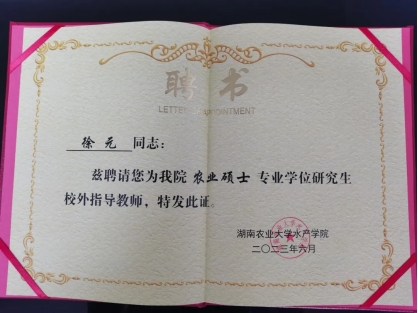 聘书
LETTER OF APPOINTMENT
徐元同志：
兹聘请您为我院 农业硕士 专业学位研究生
校外指导教师，特发此证。
湖南农业大学水产学院
二〇二三年六月